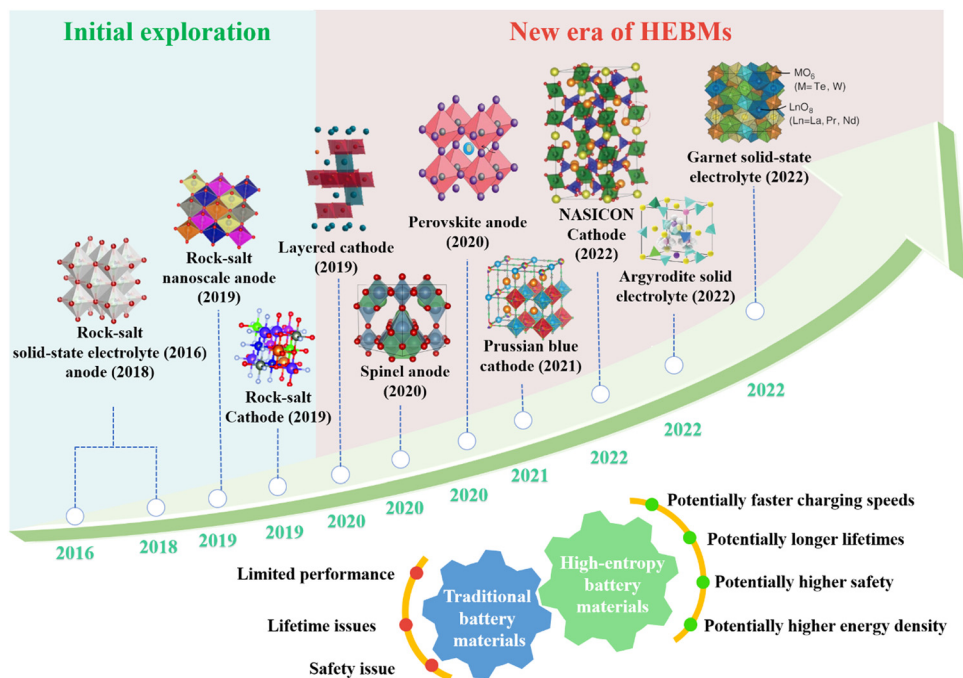 Initial exploration
New era of HEBMs
MO6
(M= Te, W)
LnO8
(Ln=La, Pr, Nd)
Garnet solid-state
electrolyte (2022)
NASICON
Cathode
(2022)
Argyrodite solid
electrolyte (2022)
Perovskite anode
(2020)
Prussian blue
cathode (2021)
Layered cathode
(2019)
Spinel anode
(2020)
Rock-salt
nanoscale anode
(2019)
Rock-salt
Cathode (2019)
Rock-salt
solid-state electrolyte (2016)
anode (2018)
2016
2018
2019
2019
2020
2020
2020
2021
2022
2022
2022
Limited performance
Lifetime issues
Safety issue
Traditional
battery
materials
High-entropy
battery
materials
Potentially faster charging speeds
Potentially longer lifetimes
Potentially higher safety
Potentially higher energy density